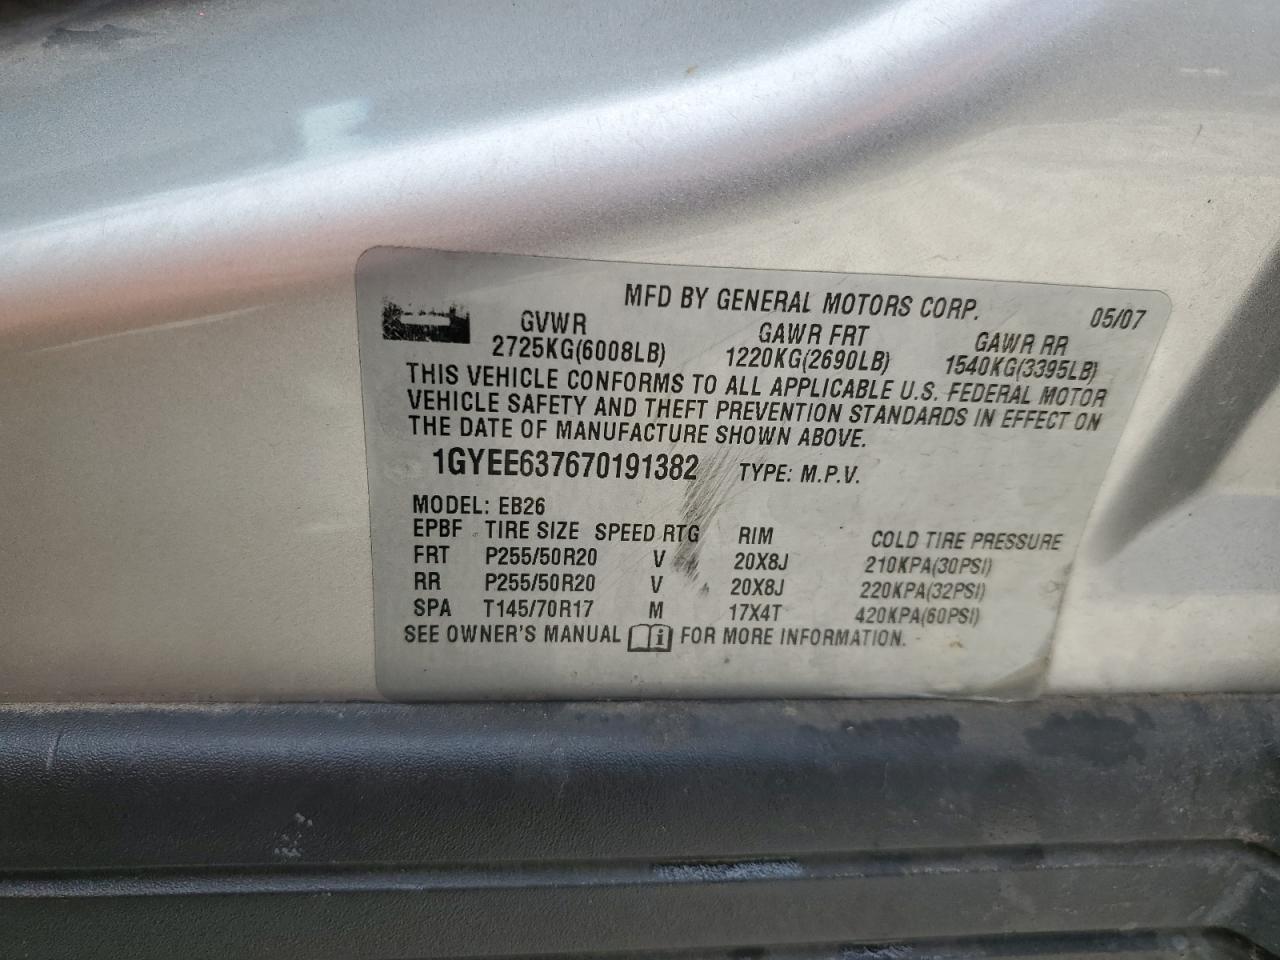 MFD BY GENERAL MOTORS CORP. 05/07
GVWR GAWR FRT GAWR RR
2725KG(6008LB) 1220KG(2690LB) 1540KG(3395LB)
THIS VEHICLE CONFORMS TO ALL APPLICABLE U.S. FEDERAL MOTOR
VEHICLE SAFETY AND THEFT PREVENTION STANDARDS IN EFFECT ON
THE DATE OF MANUFACTURE SHOWN ABOVE.
1GYEE637670191382 TYPE: M.P.V.
MODEL: EB26
EPBF TIRE SIZE SPEED RTG RIM COLD TIRE PRESSURE
FRT P255/50R20 V 20X8J 210KPA(30PSI)
RR P255/50R20 V 20X8J 220KPA(32PSI)
SPA T145/70R17 M 17X4T 420KPA(60PSI)
SEE OWNER'S MANUAL i FOR MORE INFORMATION.